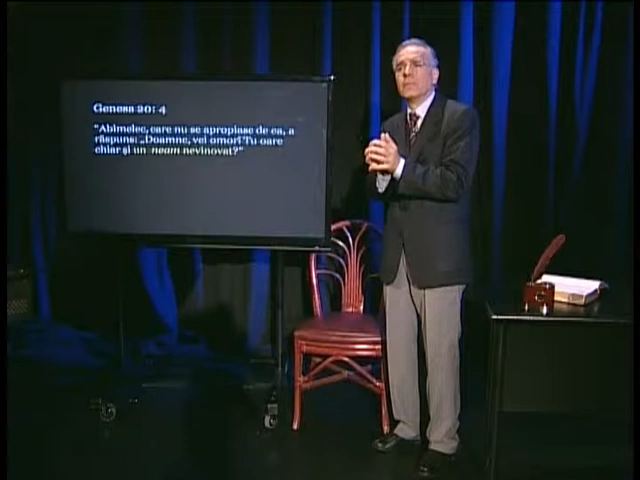 Genesa 20: 4
"Abimelec, care nu se apropiase de ea, a
răspuns: „Doamne, vei omorî Tu oare
chiar şi un neam nevinovat?"